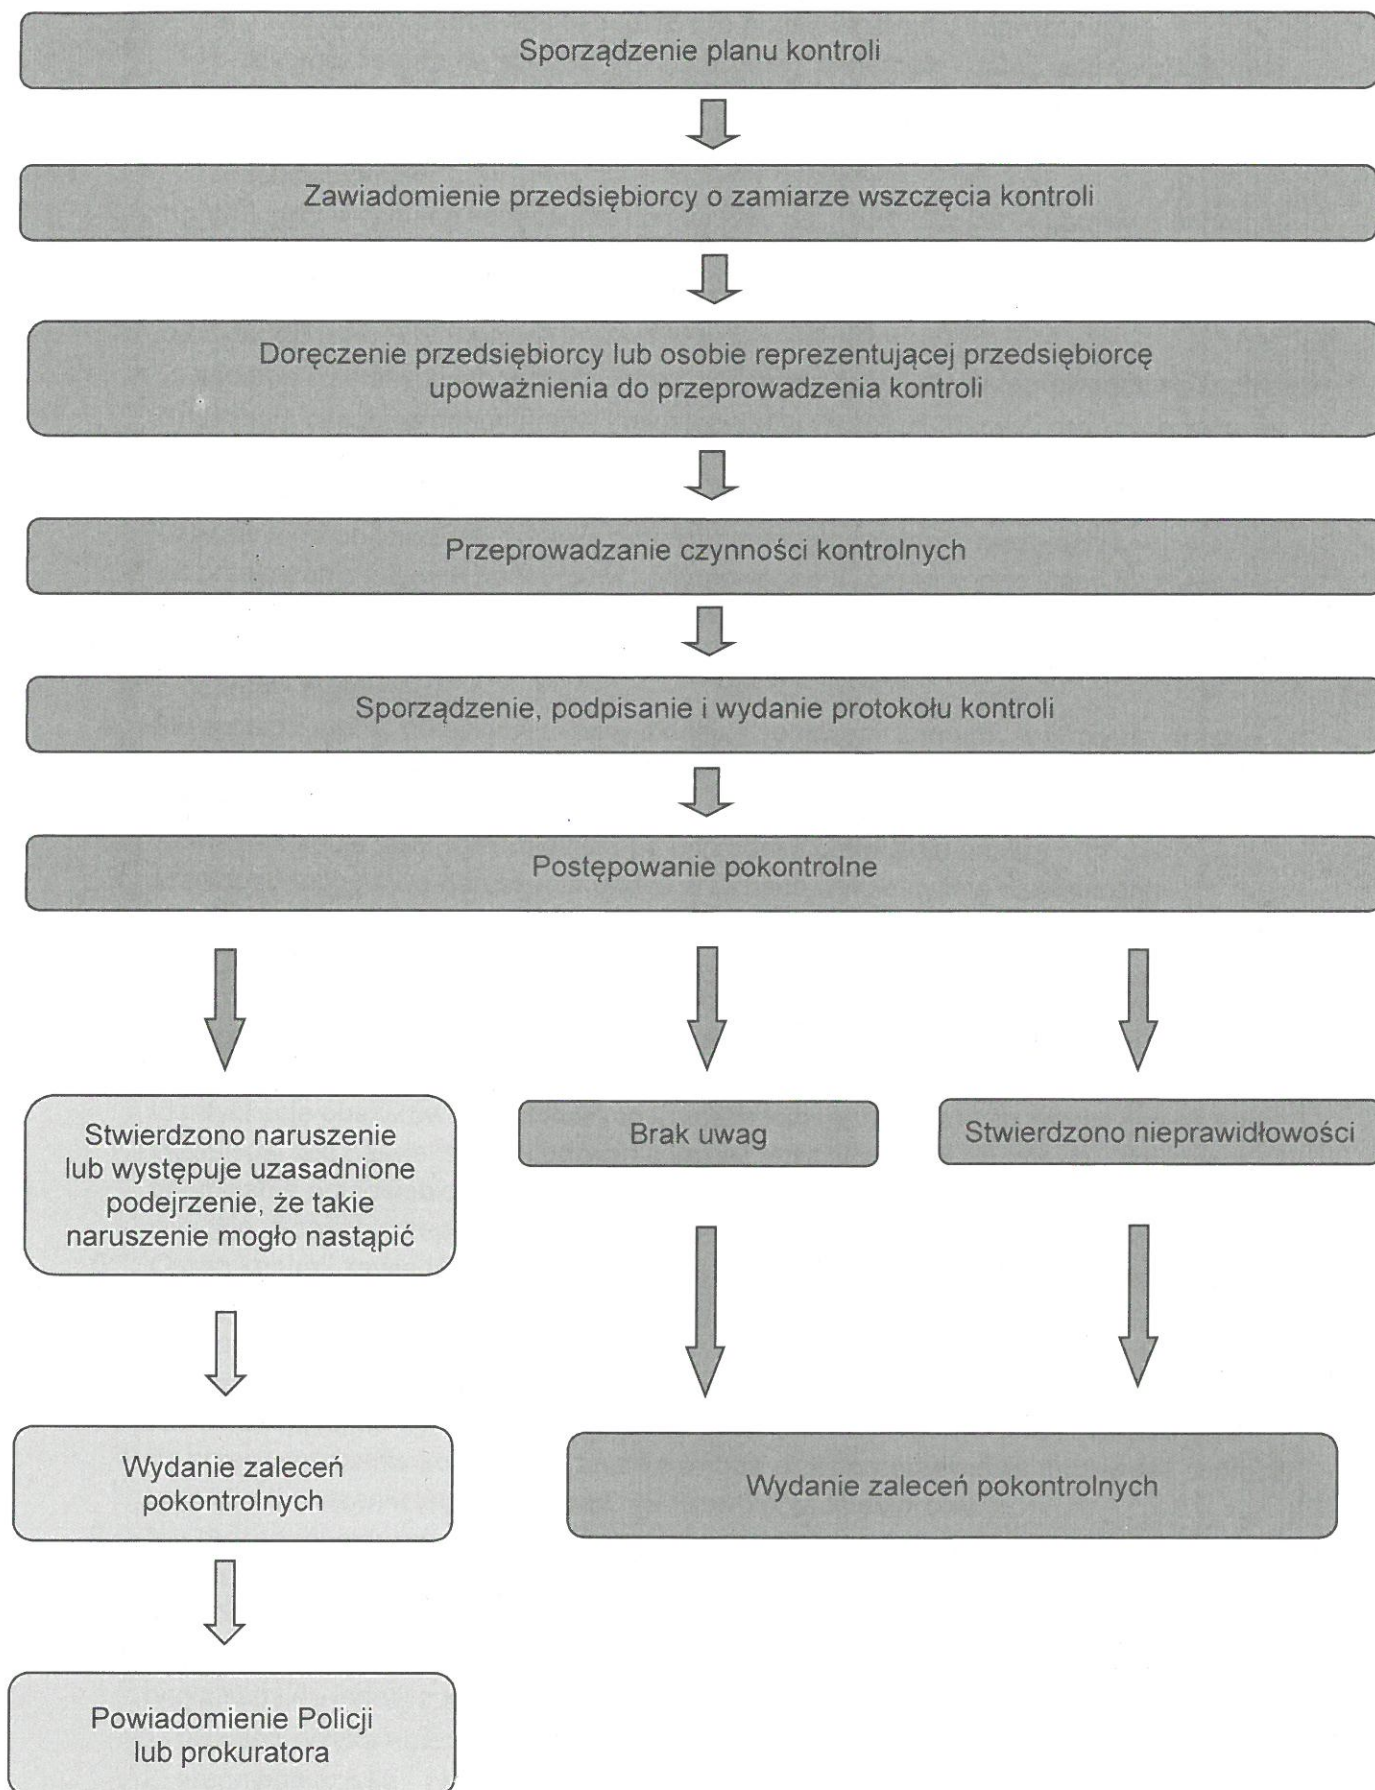 Sporządzenie planu kontroli
Zawiadomienie przedsiębiorcy o zamiarze wszczęcia kontroli
Doręczenie przedsiębiorcy lub osobie reprezentującej przedsiębiorcę
upoważnienia do przeprowadzenia kontroli
Przeprowadzanie czynności kontrolnych
Sporządzenie, podpisanie i wydanie protokołu kontroli
Postępowanie pokontrolne
Stwierdzono naruszenie
lub występuje uzasadnione
podejrzenie, że takie
naruszenie mogło nastąpić
Brak uwag
Stwierdzono nieprawidłowości
Wydanie zaleceń
pokontrolnych
Wydanie zaleceń pokontrolnych
Powiadomienie Policji
lub prokuratora